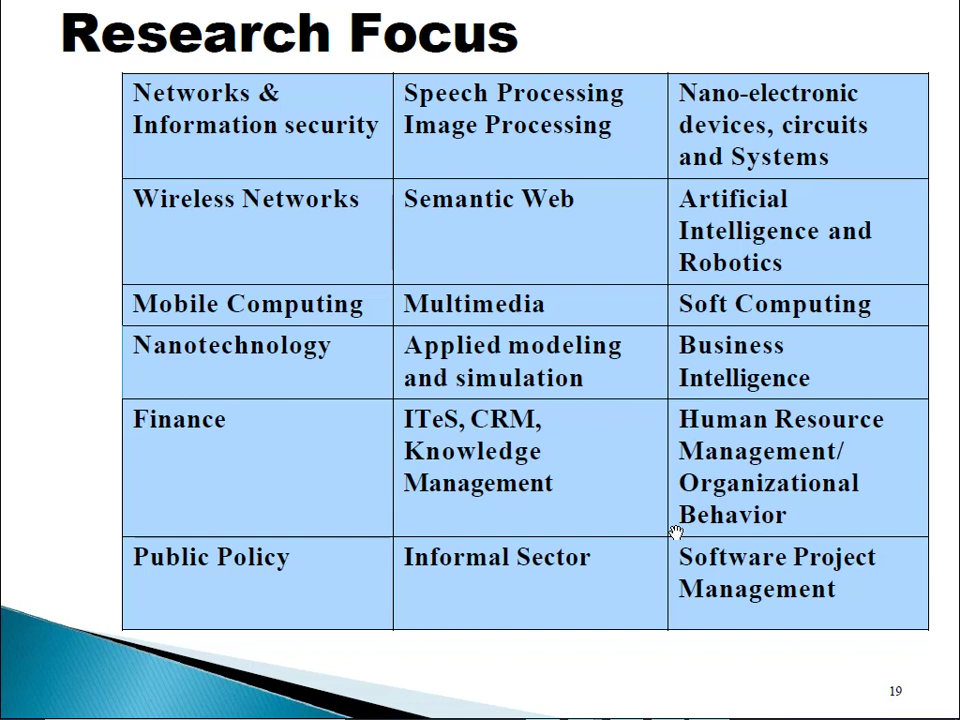 Research Focus
Networks &
Information security
Speech Processing
Image Processing
Nano-electronic
devices, circuits
and Systems
Wireless Networks
Semantic Web
Artificial
Intelligence and
Robotics
Mobile Computing
Multimedia
Soft Computing
Nanotechnology
Applied modeling
and simulation
Business
Intelligence
Finance
ITeS, CRM,
Knowledge
Management
Human Resource
Management/
Organizational
Behavior
Public Policy
Informal Sector
Software Project
Management
19